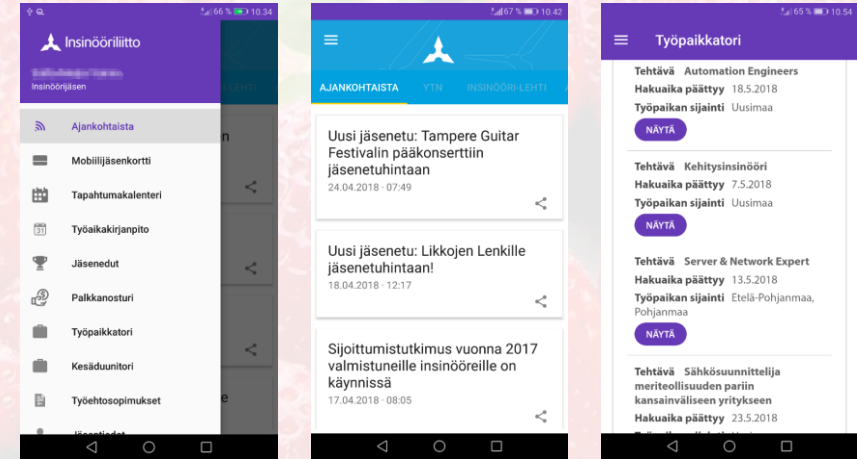 66 % 10.34
Insinööriliitto
Insinöörijäsen
Ajankohtaista
Mobiilijäsenkortti
Tapahtumakalenteri
31
Työaikakirjanpito
Jäsenedut
Palkkanosturi
Työpaikkatori
Kesäduunitori
Työehtosopimukset
67 % 10.42
AJANKOHTAISTA YTN INSINÖÖRI-LEHTI
Uusi jäsenetu: Tampere Guitar
Festivalin pääkonserttiin
jäsenetuhintaan
24.04.2018 - 07:49
Uusi jäsenetu: Likkojen Lenkille
jäsenetuhintaan!
18.04.2018 - 12:17
Sijoittumistutkimus vuonna 2017
valmistuneille insinööreille on
käynnissä
17.04.2018 - 08:05
65 % 10.54
Työpaikkatori
Tehtävä Automation Engineers
Hakuaika päättyy 18.5.2018
Työpaikan sijainti Uusimaa
NÄYTÄ
Tehtävä Kehitysinsinööri
Hakuaika päättyy 7.5.2018
Työpaikan sijainti Uusimaa
NÄYTÄ
Tehtävä Server & Network Expert
Hakuaika päättyy 13.5.2018
Työpaikan sijainti Etelä-Pohjanmaa,
Pohjanmaa
NÄYTÄ
Tehtävä Sähkösuunnittelija
meriteollisuuden pariin
kansainväliseen yritykseen
Hakuaika päättyy 23.5.2018